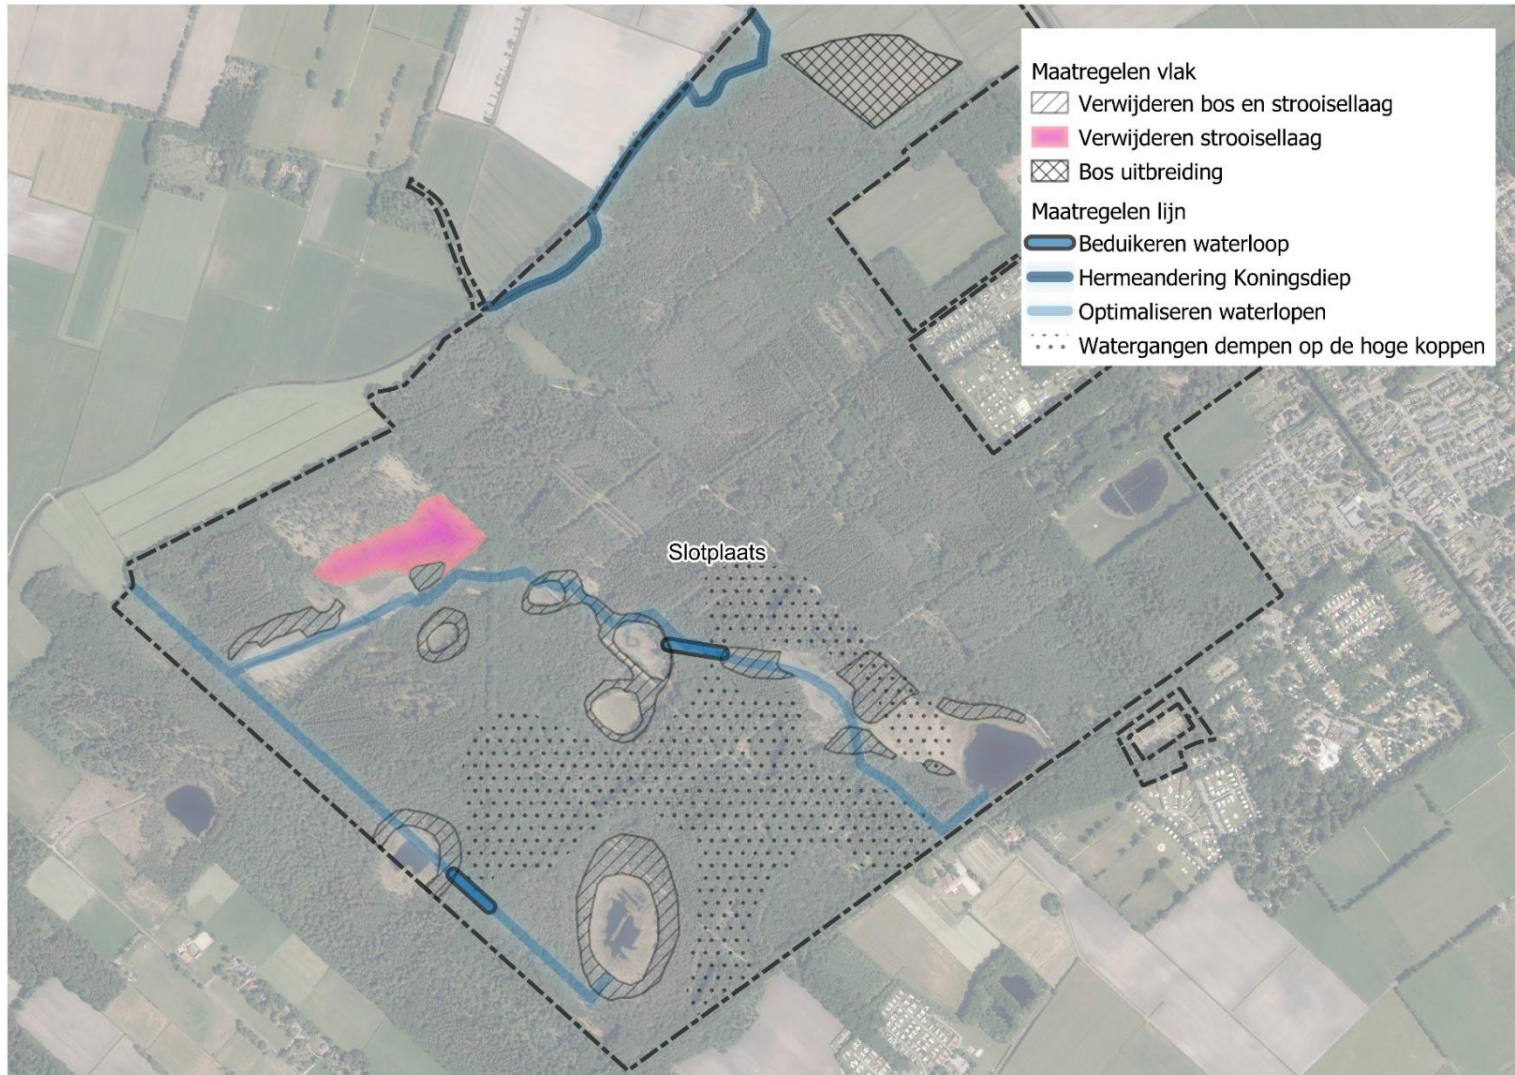 Maatregelen vlak
Verwijderen bos en strooisellaag
Verwijderen strooisellaag
Bos uitbreiding
Maatregelen lijn
Beduikeren waterloop
Hermeandering Koningsdiep
Optimaliseren waterlopen
Watergangen dempen op de hoge koppen
Slotplaats